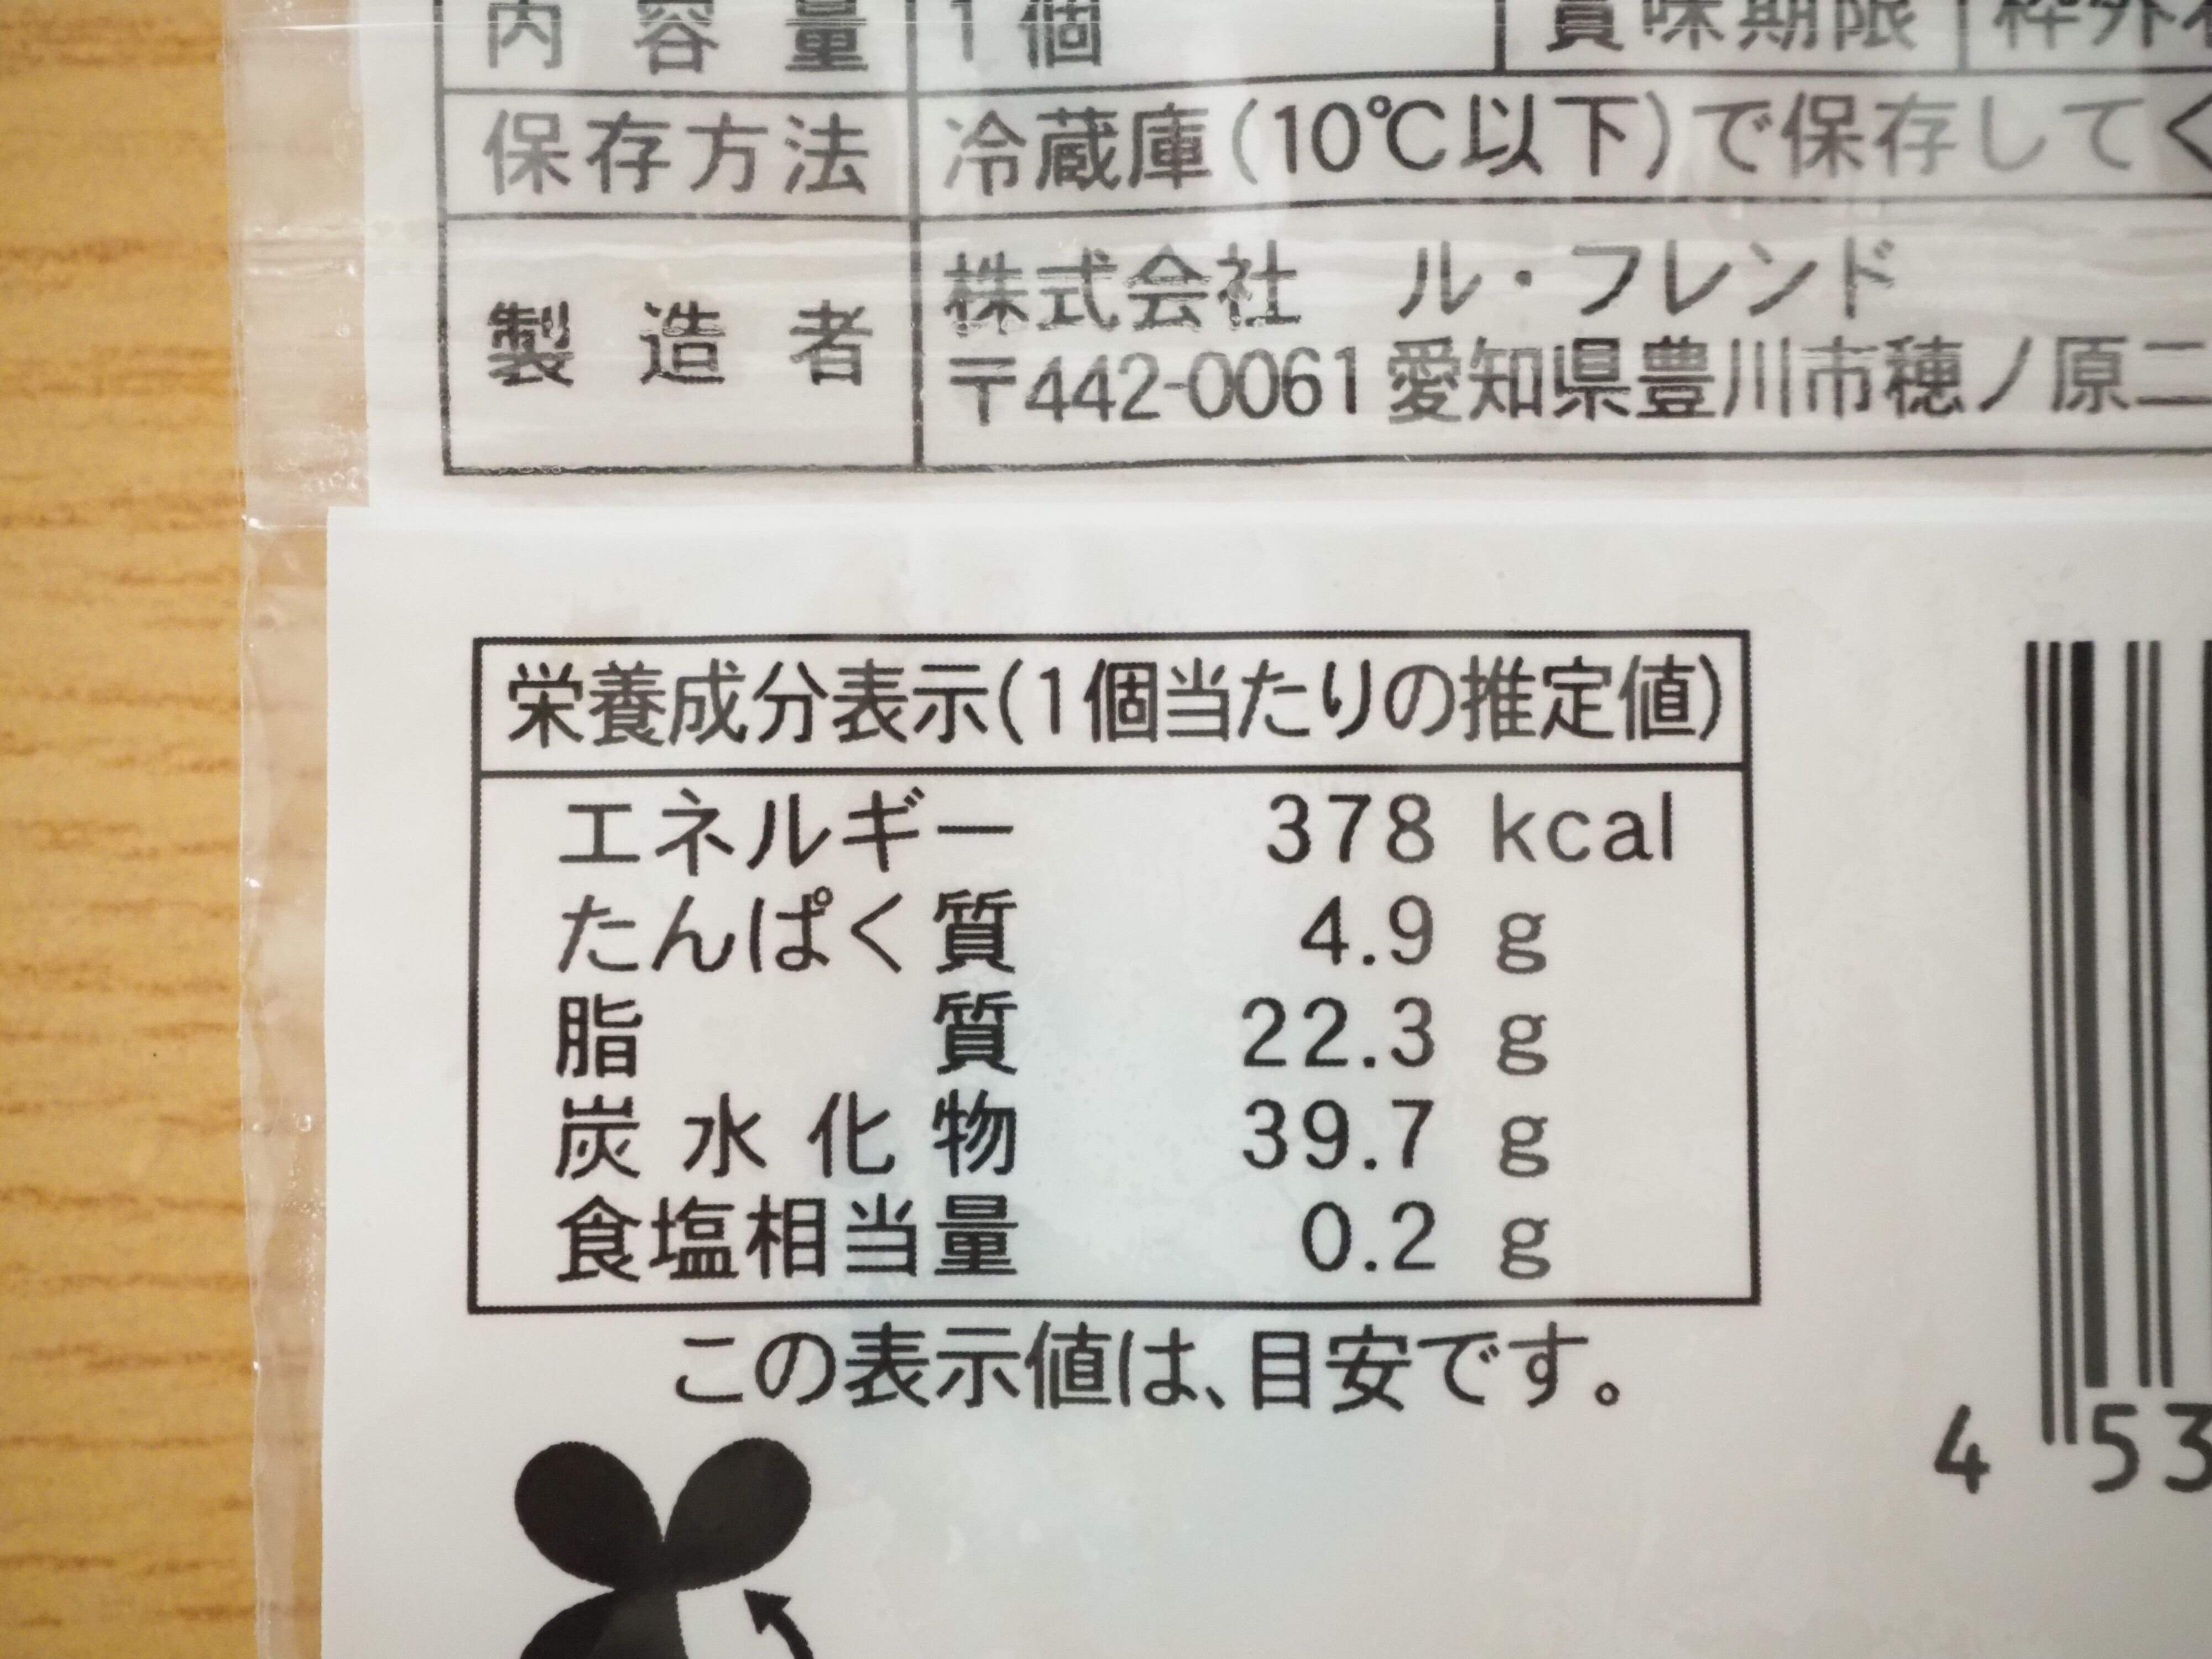 内容量 1個 賞味期限 枠外
保存方法 冷蔵庫(10℃以下)で保存してく
製造者 株式会社 ル・フレンド
〒442-0061 愛知県豊川市穂ノ原二
栄養成分表示(1個当たりの推定値)
エネルギー 378 kcal
たんぱく質 4.9 g
脂質 22.3 g
炭水化物 39.7 g
食塩相当量 0.2 g
この表示値は、目安です。
4 53